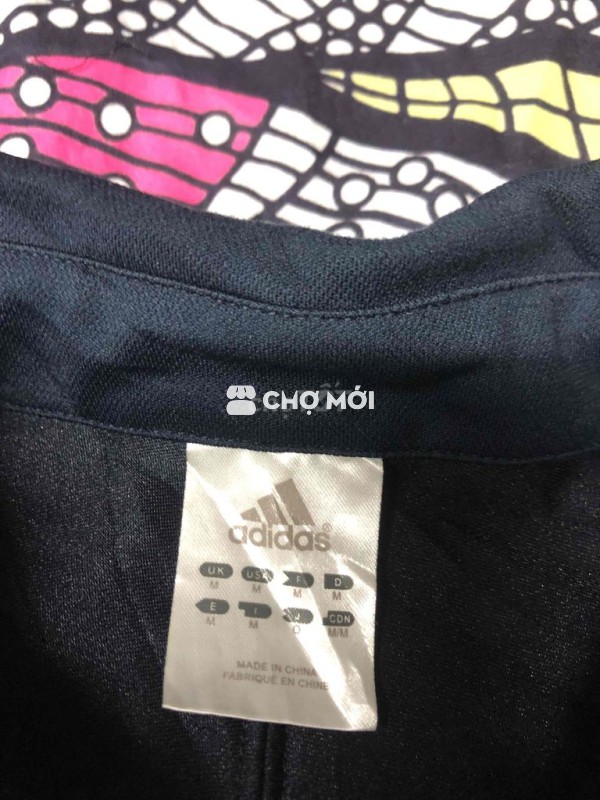 CHỢ MỚI
adidas®
UK USA F D
M M M M
E I J CDN
M M O M/M
MADE IN CHINA
FABRIQUÉ EN CHINE